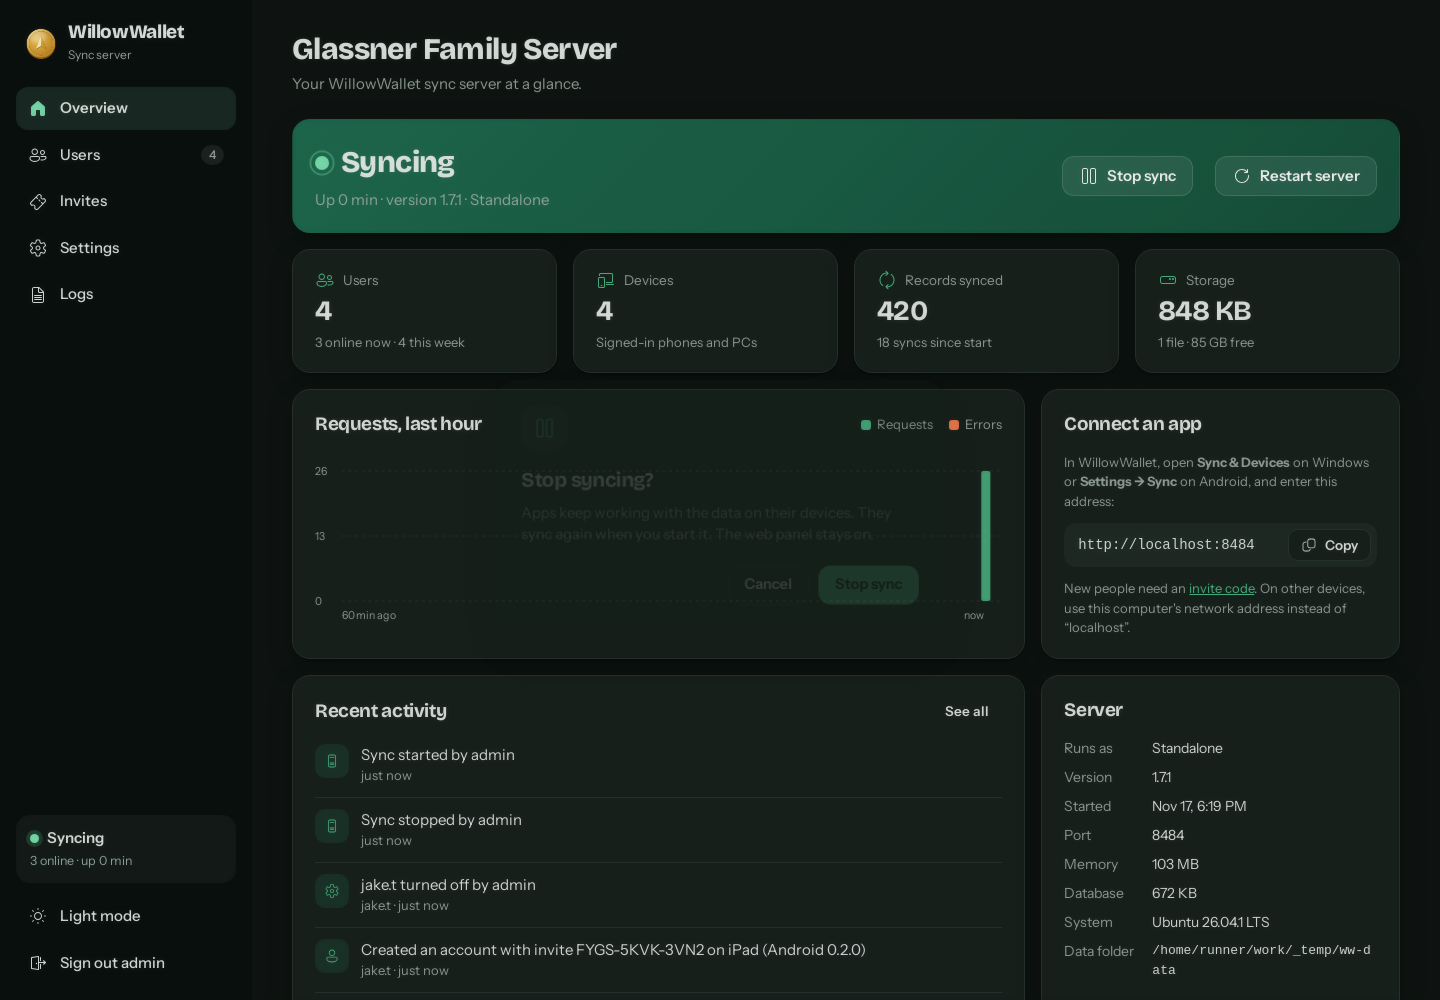 WillowWallet
Sync server
Overview
Users 4
Invites
Settings
Logs
Syncing
3 online · up 0 min
Light mode
Sign out admin
Glassner Family Server
Your WillowWallet sync server at a glance.
Syncing
Up 0 min · version 1.7.1 · Standalone
Stop sync
Restart server
Users
4
3 online now · 4 this week
Devices
4
Signed-in phones and PCs
Records synced
420
18 syncs since start
Storage
848 KB
1 file · 85 GB free
Requests, last hour
Requests
Errors
26
13
0
60 min ago
now
Stop syncing?
Apps keep working with the data on their devices. They
sync again when you start it. The web panel stays on.
Cancel
Stop sync
Connect an app
In WillowWallet, open Sync & Devices on Windows
or Settings → Sync on Android, and enter this
address:
http://localhost:8484
Copy
New people need an invite code. On other devices,
use this computer's network address instead of
“localhost”.
Recent activity
See all
Sync started by admin
just now
Sync stopped by admin
just now
jake.t turned off by admin
jake.t · just now
Created an account with invite FYGS-5KVK-3VN2 on iPad (Android 0.2.0)
jake.t · just now
Server
Runs as Standalone
Version 1.7.1
Started Nov 17, 6:19 PM
Port 8484
Memory 103 MB
Database 672 KB
System Ubuntu 26.04.1 LTS
Data folder /home/runner/work/_temp/ww-d
ata